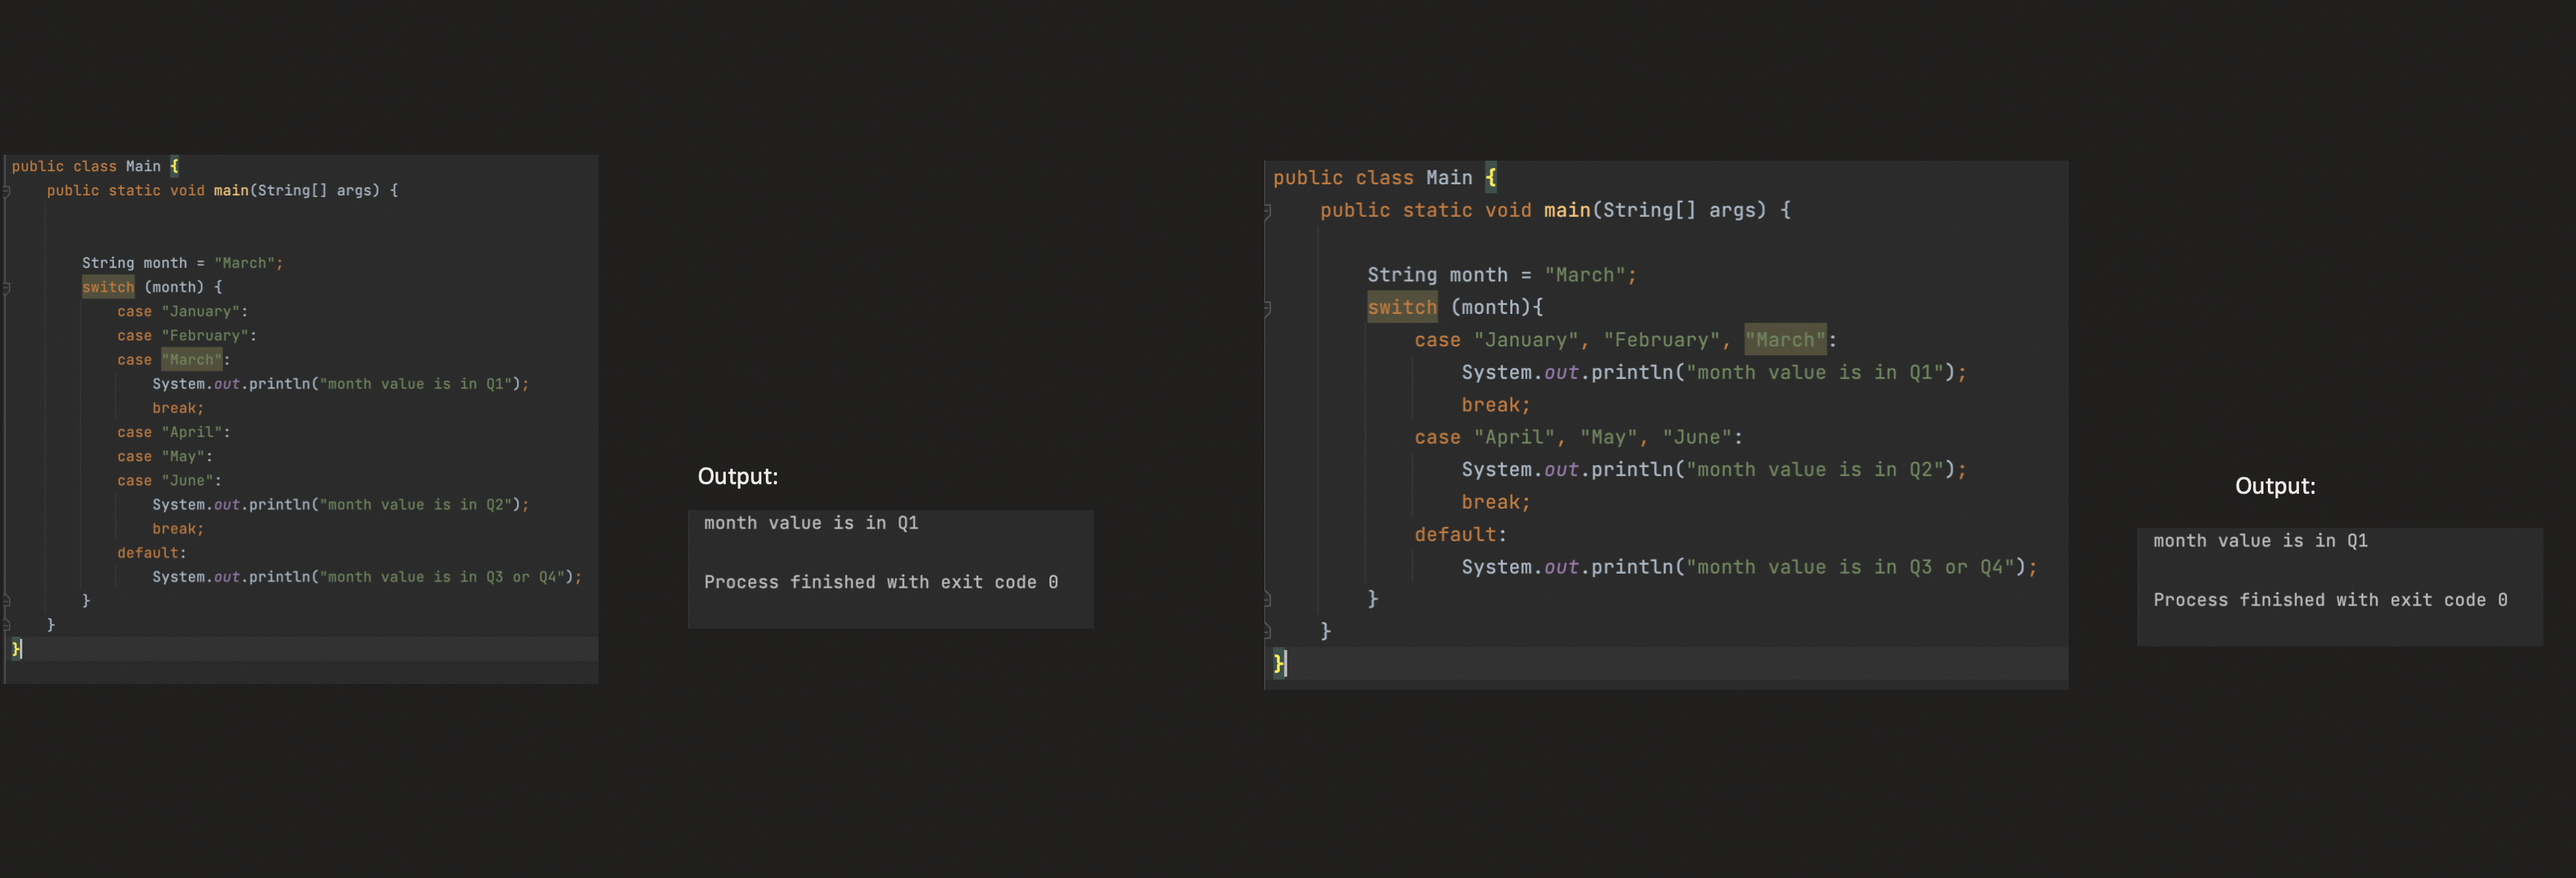 public class Main {
    public static void main(String[] args) {
        String month = "March";
        switch (month) {
            case "January":
            case "February":
            case "March":
                System.out.println("month value is in Q1");
                break;
            case "April":
            case "May":
            case "June":
                System.out.println("month value is in Q2");
                break;
            default:
                System.out.println("month value is in Q3 or Q4");
        }
    }
}
Output:
month value is in Q1
Process finished with exit code 0
public class Main {
    public static void main(String[] args) {
        String month = "March";
        switch (month){
            case "January", "February", "March":
                System.out.println("month value is in Q1");
                break;
            case "April", "May", "June":
                System.out.println("month value is in Q2");
                break;
            default:
                System.out.println("month value is in Q3 or Q4");
        }
    }
}
Output:
month value is in Q1
Process finished with exit code 0